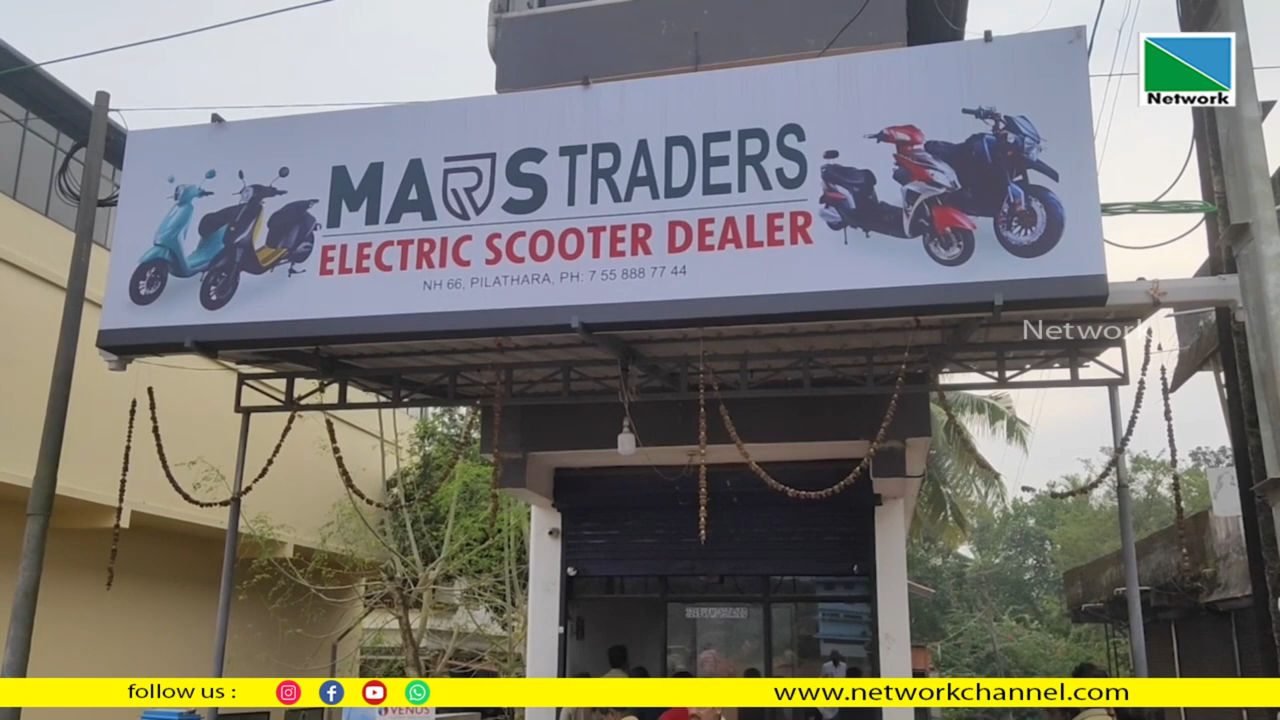 Network
MARS TRADERS
ELECTRIC SCOOTER DEALER
NH 66, PILATHARA, PH: 7 55 888 77 44
Network
follow us :
www.networkchannel.com
VENUS